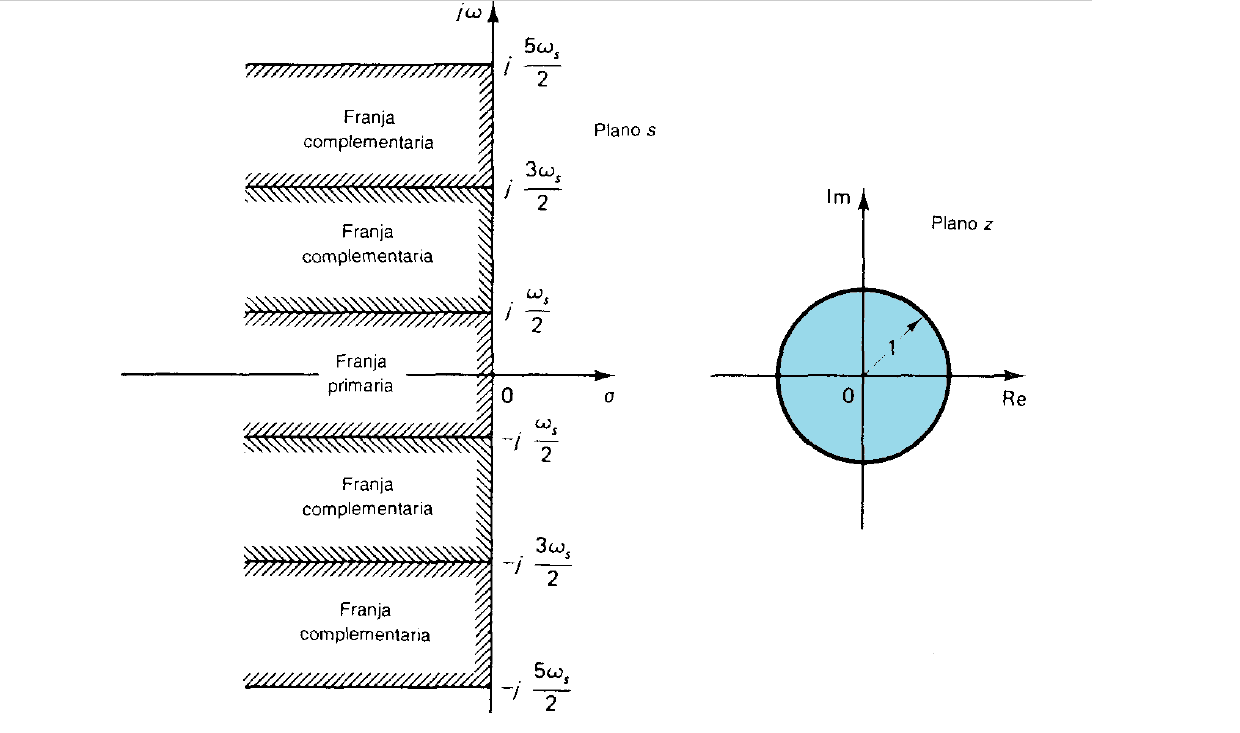 jω
j 5ωs/2
Franja
complementaria
Plano s
j 3ωs/2
Franja
complementaria
j ωs/2
Franja
primaria
0
σ
-j ωs/2
Franja
complementaria
-j 3ωs/2
Franja
complementaria
-j 5ωs/2
Im
Plano z
1
0
Re